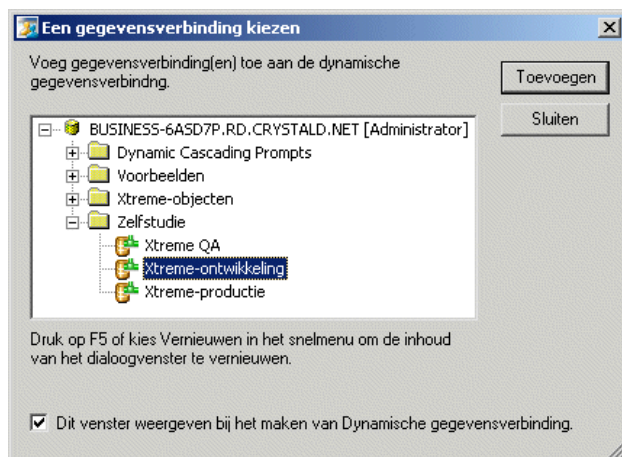 Een gegevensverbinding kiezen
Voeg gegevensverbinding(en) toe aan de dynamische
gegevensverbindng.
Toevoegen
Sluiten
BUSINESS-6ASD7P.RD.CRYSTALD.NET [Administrator]
Dynamic Cascading Prompts
Voorbeelden
Xtreme-objecten
Zelfstudie
Xtreme QA
Xtreme-ontwikkeling
Xtreme-productie
Druk op F5 of kies Vernieuwen in het snelmenu om de inhoud
van het dialoogvenster te vernieuwen.
Dit venster weergeven bij het maken van Dynamische gegevensverbinding.